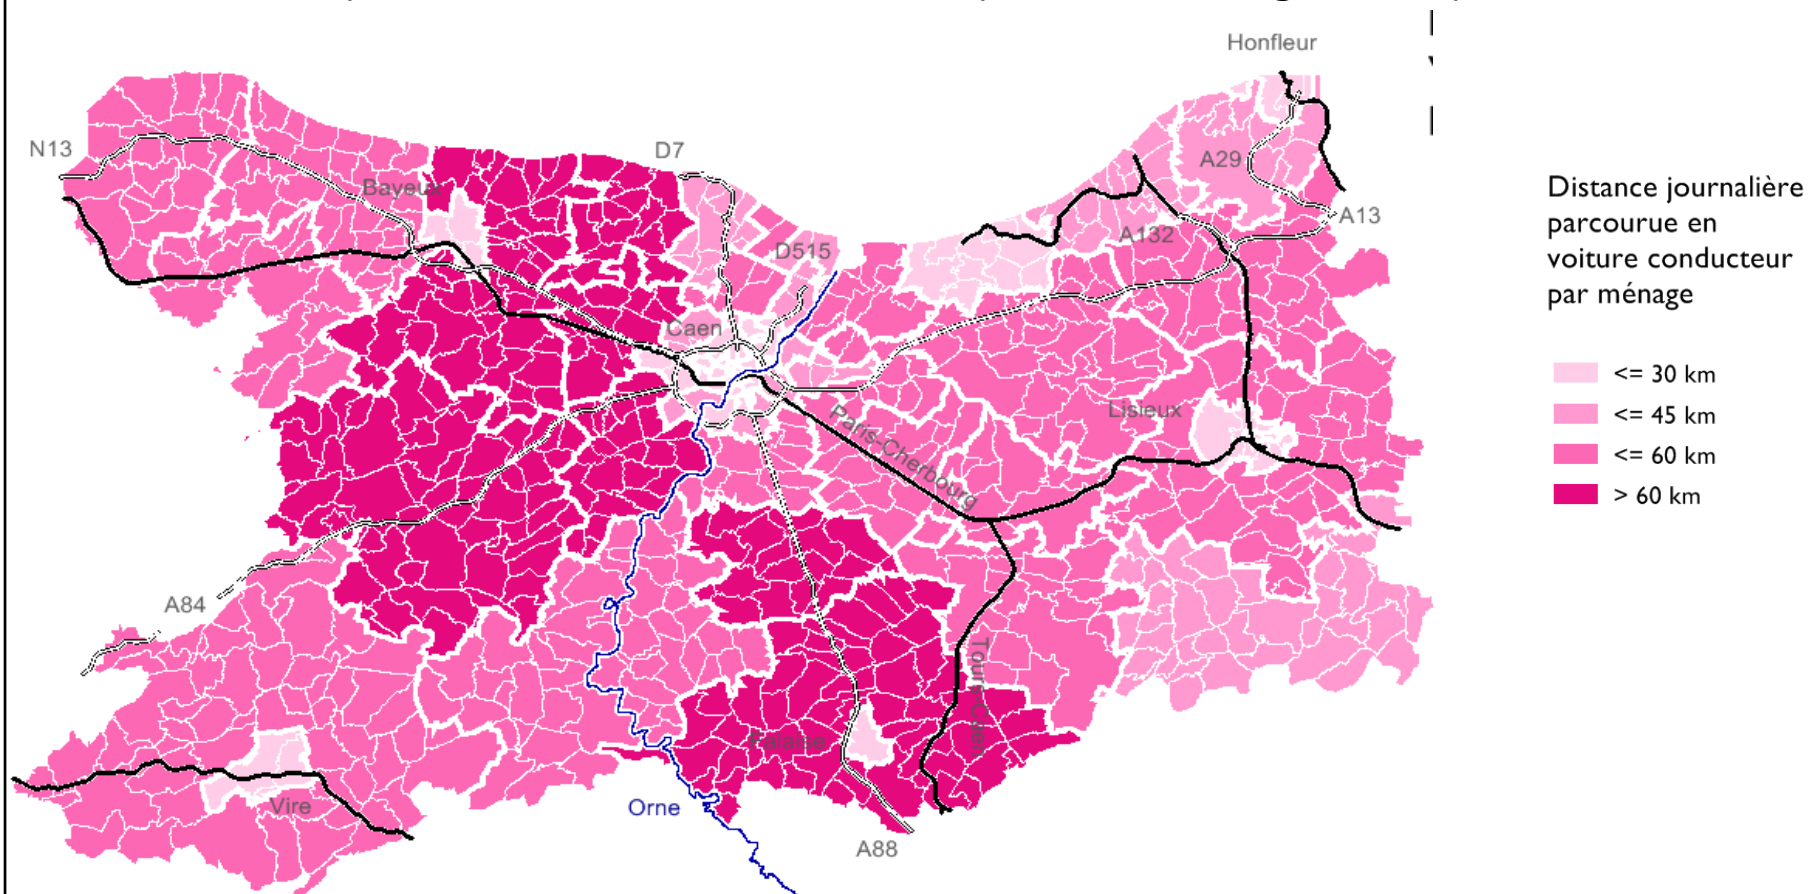 Honfleur
N13
D7
A29
Bayeux
A13
D515
A132
Caen
Lisieux
Paris-Cherbourg
A84
Tours-Caen
Falaise
Vire
Orne
A88
Distance journalière
parcourue en
voiture conducteur
par ménage
<= 30 km
<= 45 km
<= 60 km
> 60 km